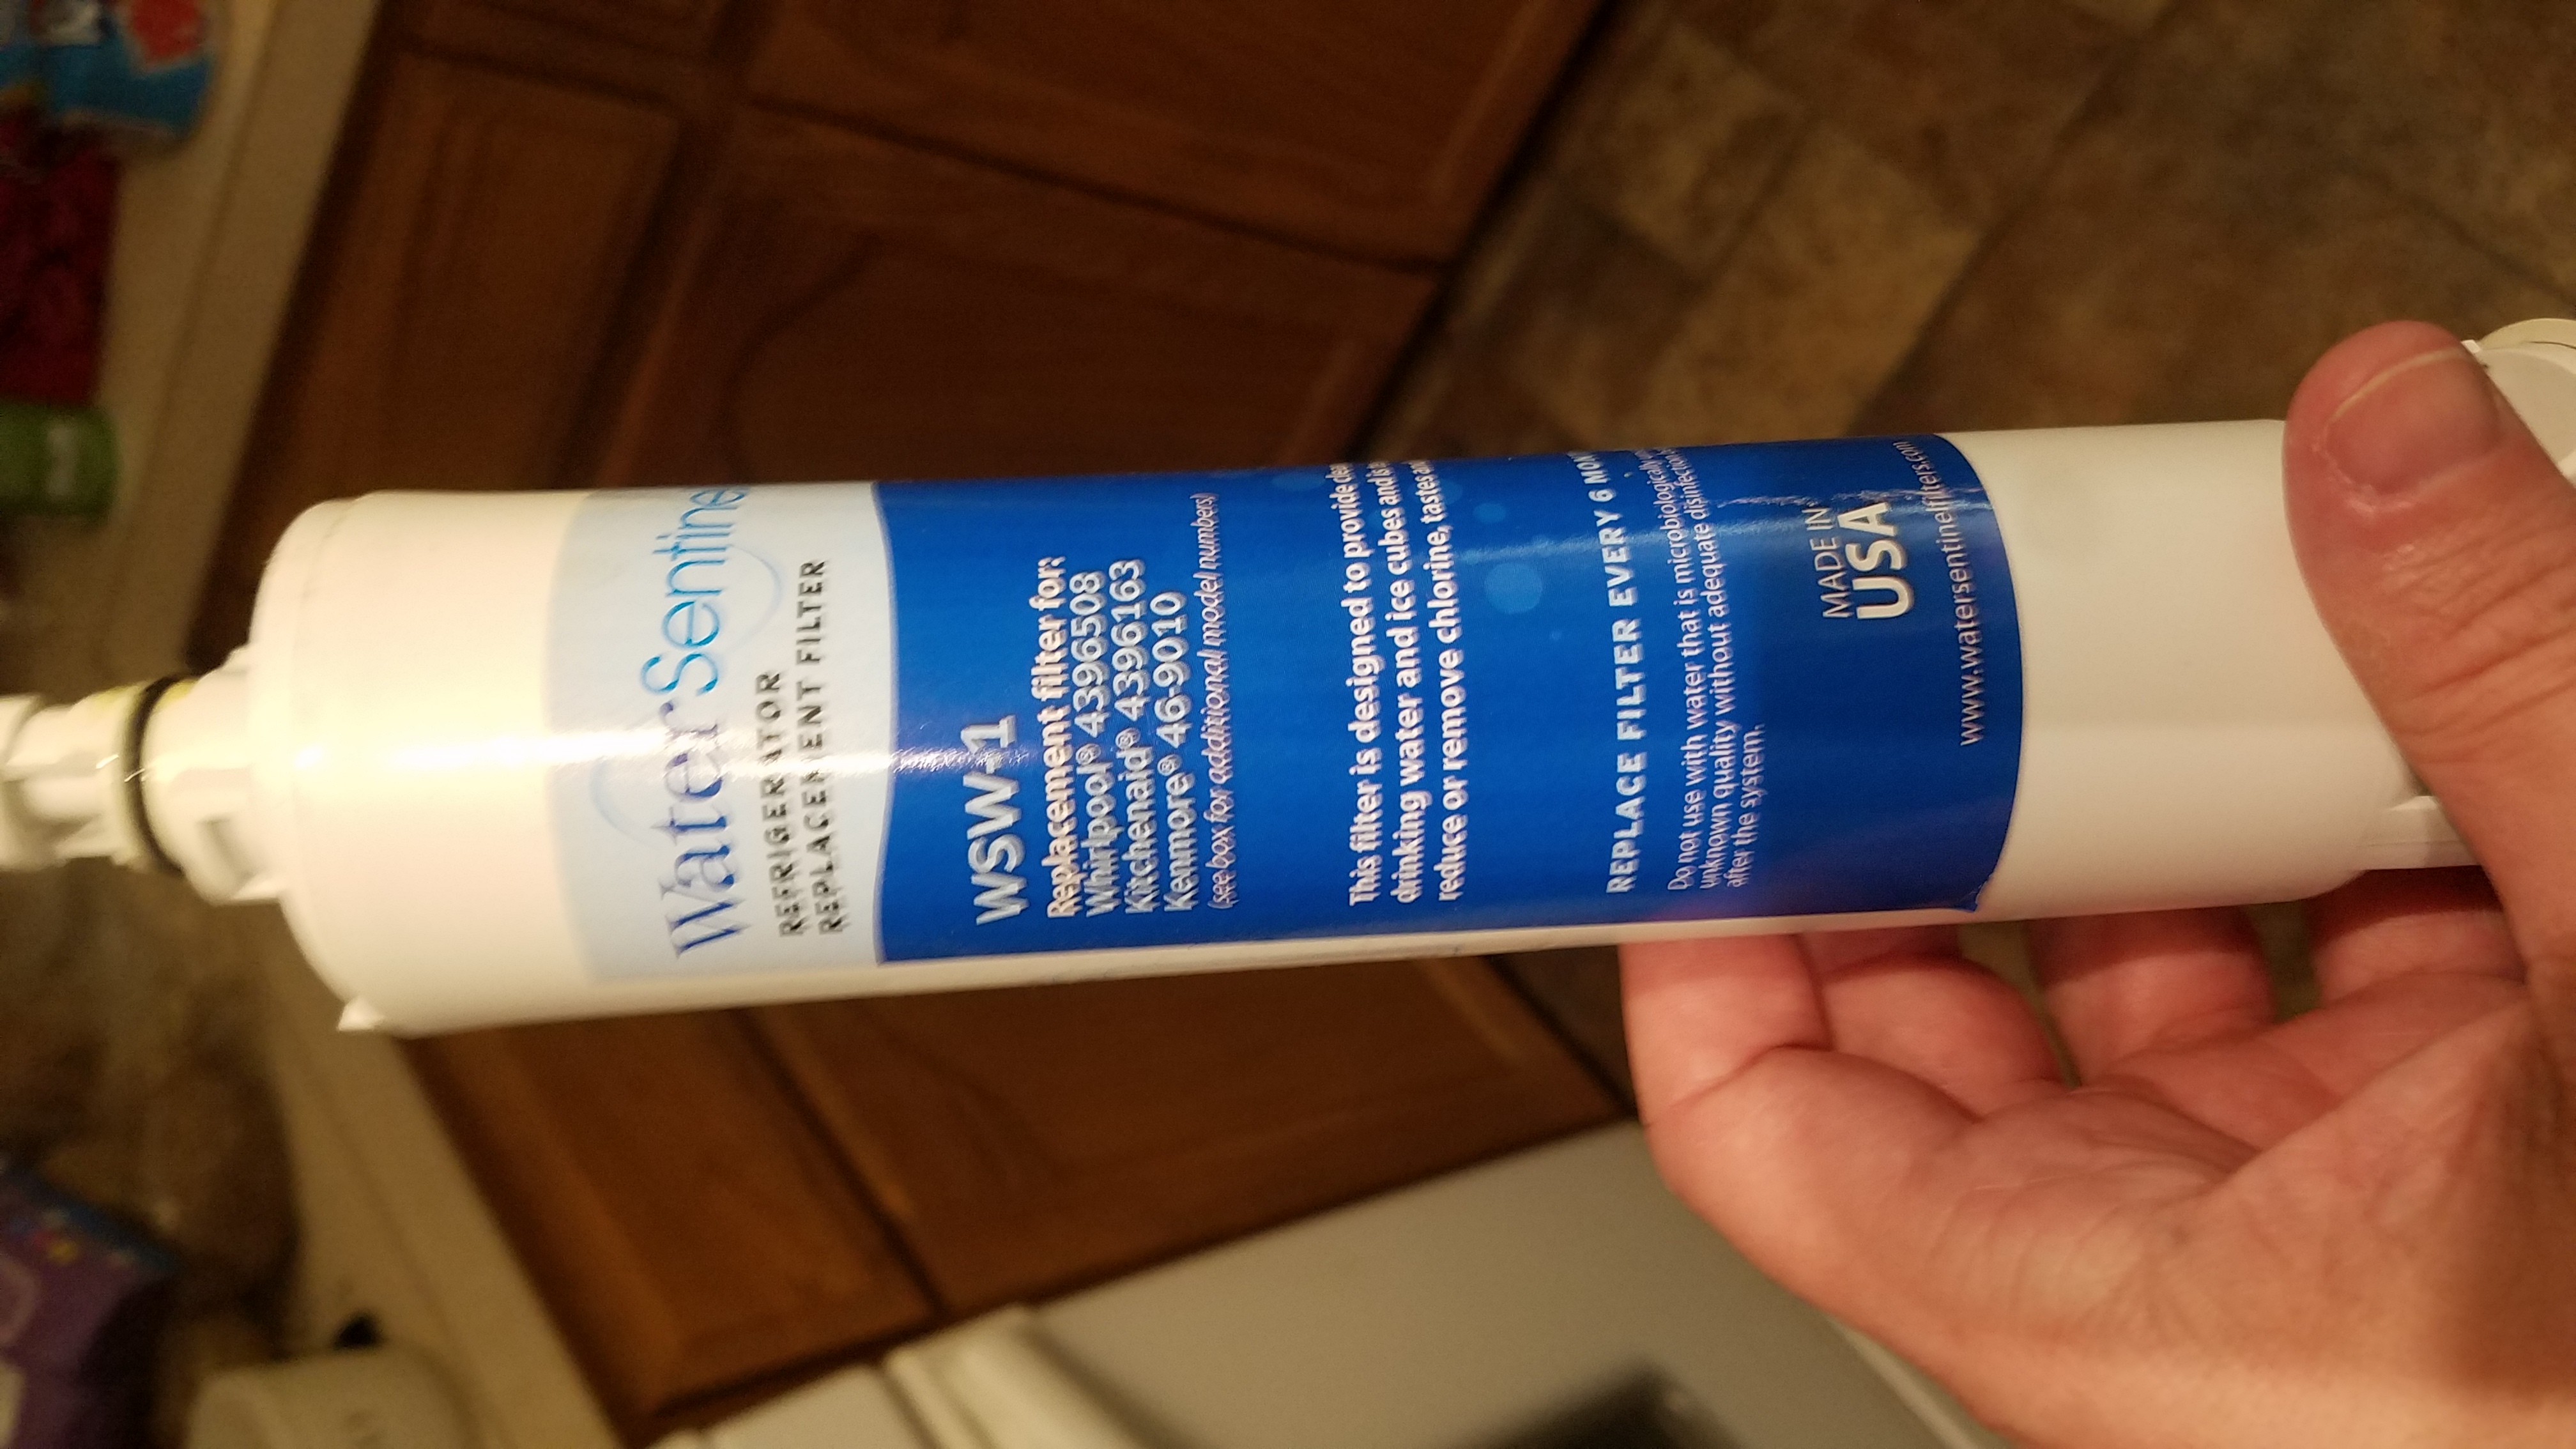 WaterSentinel
REFRIGERATOR
REPLACEMENT FILTER
WSW-1
Replacement filter for:
Whirlpool® 4396508
Kitchenaid® 4396163
Kenmore® 46-9010
(see box for additional model numbers)
This filter is designed to provide
drinking water and ice cubes and is
reduce or remove chlorine, tastes
REPLACE FILTER EVERY 6
Do not use with water that is microbiologically
unknown quality without adequate disinfection
after the system.
MADE IN
USA
www.watersentinelfilters.com